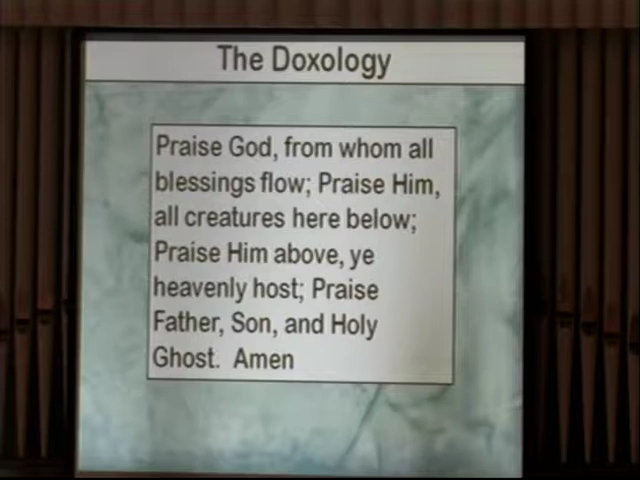 The Doxology
Praise God, from whom all
blessings flow; Praise Him,
all creatures here below;
Praise Him above, ye
heavenly host; Praise
Father, Son, and Holy
Ghost.  Amen